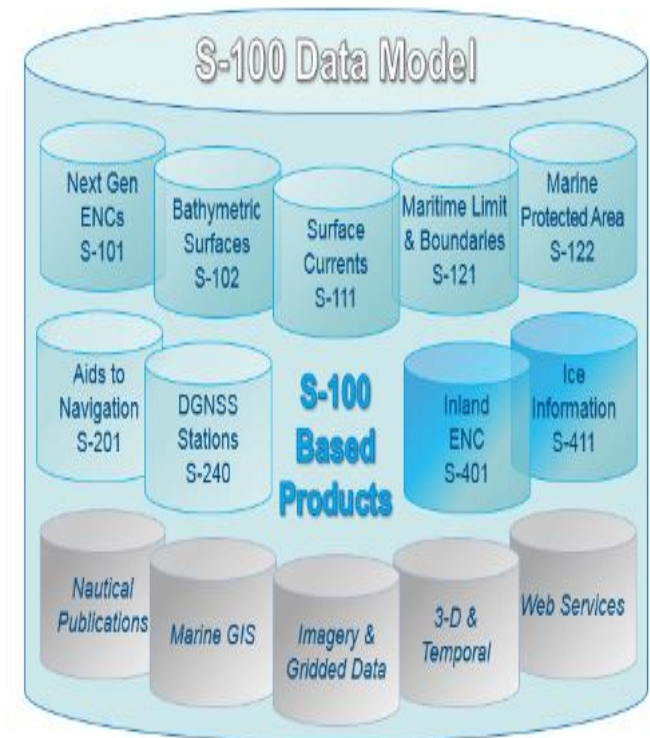 S-100 Data Model
Next Gen
ENCs
S-101
Bathymetric
Surfaces
S-102
Surface
Currents
S-111
Maritime Limit
& Boundaries
S-121
Marine
Protected Area
S-122
Aids to
Navigation
S-201
DGNSS
Stations
S-240
S-100
Based
Products
Inland
ENC
S-401
Ice
Information
S-411
Nautical
Publications
Marine GIS
Imagery &
Gridded Data
3-D &
Temporal
Web Services